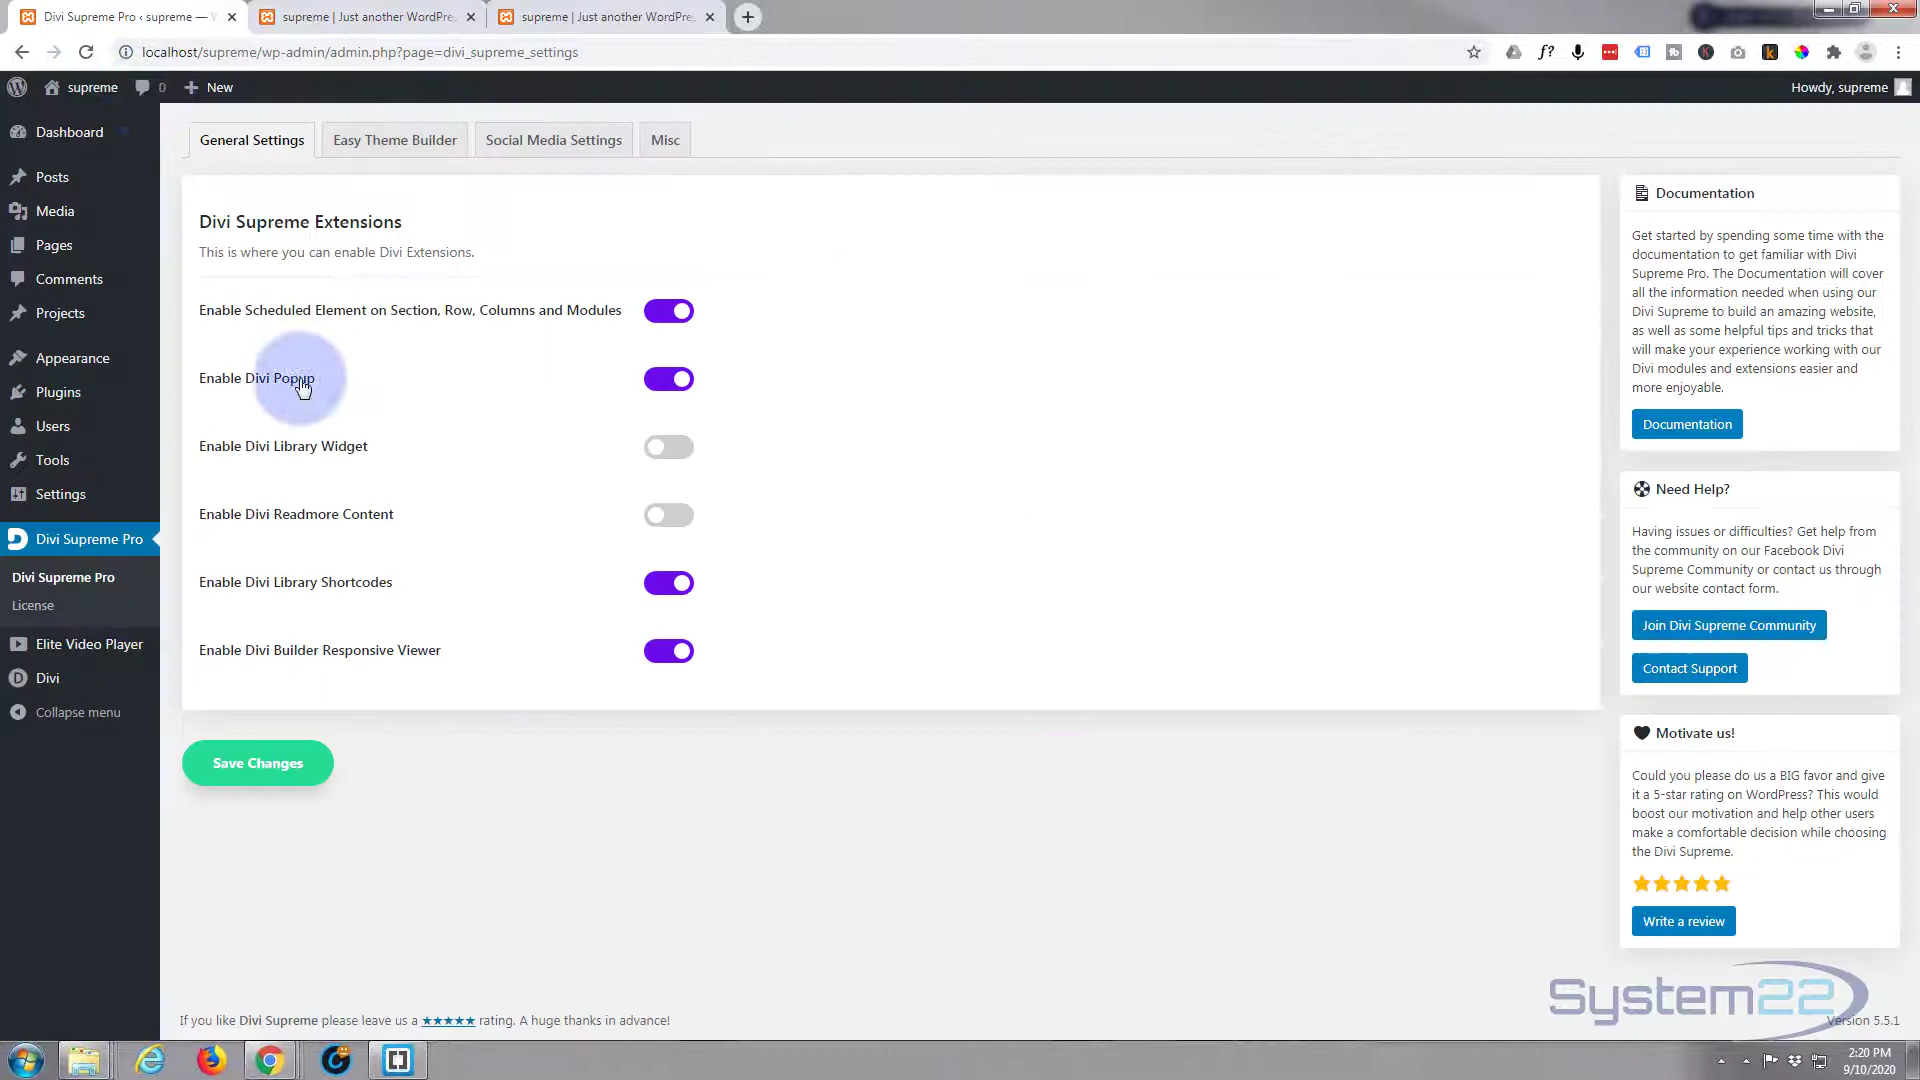 Divi Supreme Pro ‹ supreme — W
supreme | Just another WordPre
supreme | Just another WordPre
localhost/supreme/wp-admin/admin.php?page=divi_supreme_settings
supreme
0
New
Howdy, supreme
Dashboard
Posts
Media
Pages
Comments
Projects
Appearance
Plugins
Users
Tools
Settings
Divi Supreme Pro
Divi Supreme Pro
License
Elite Video Player
Divi
Collapse menu
General Settings
Easy Theme Builder
Social Media Settings
Misc
Divi Supreme Extensions
This is where you can enable Divi Extensions.
Enable Scheduled Element on Section, Row, Columns and Modules
Enable Divi Popup
Enable Divi Library Widget
Enable Divi Readmore Content
Enable Divi Library Shortcodes
Enable Divi Builder Responsive Viewer
Save Changes
Documentation
Get started by spending some time with the
documentation to get familiar with Divi
Supreme Pro. The Documentation will cover
all the information needed when using our
Divi Supreme to build an amazing website,
as well as some helpful tips and tricks that
will make your experience working with our
Divi modules and extensions easier and
more enjoyable.
Documentation
Need Help?
Having issues or difficulties? Get help from
the community on our Facebook Divi
Supreme Community or contact us through
our website contact form.
Join Divi Supreme Community
Contact Support
Motivate us!
Could you please do us a BIG favor and give
it a 5-star rating on WordPress? This would
boost our motivation and help other users
make a comfortable decision while choosing
the Divi Supreme.
Write a review
System22
If you like Divi Supreme please leave us a ★★★★★ rating. A huge thanks in advance!
Version 5.5.1
2:20 PM
9/10/2020